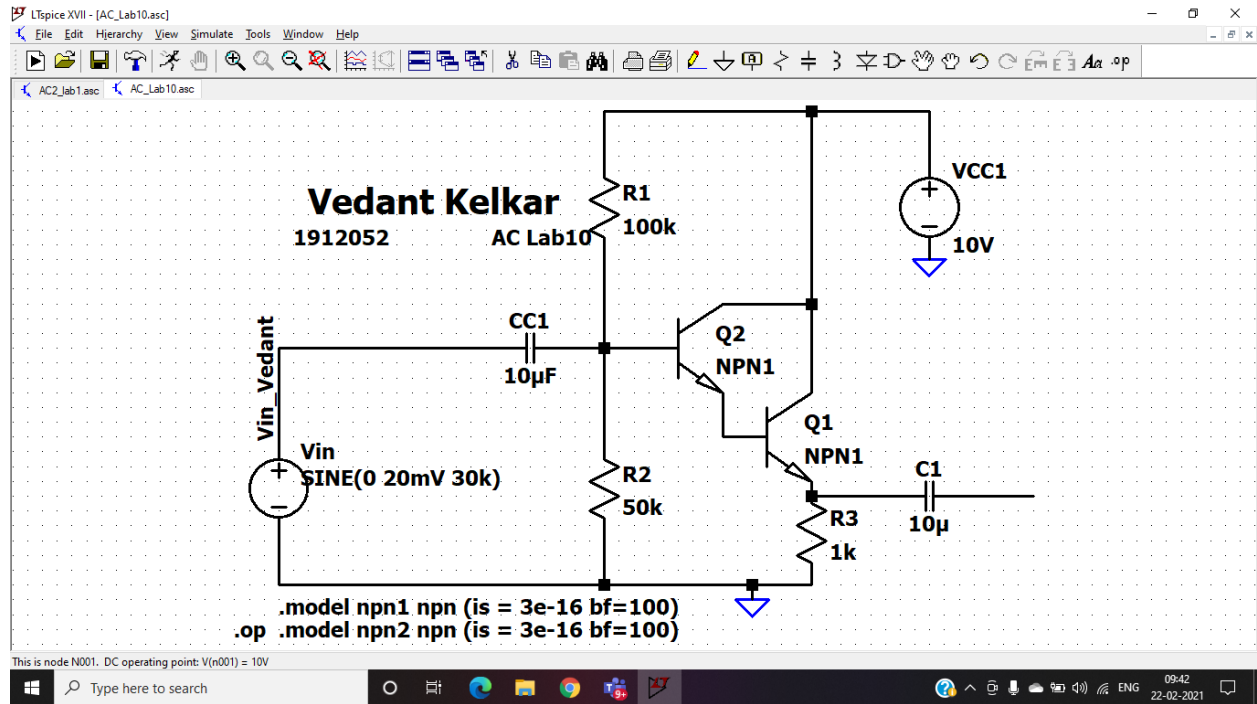 LTspice XVII - [AC_Lab10.asc]
File Edit Hierarchy View Simulate Tools Window Help
AC2_lab1.asc AC_Lab10.asc
VCC1
10V
R1
100k
Vedant Kelkar
1912052 AC Lab10
CC1
10µF
Q2
NPN1
Vin_Vedant
Q1
NPN1
Vin
SINE(0 20mV 30k)
R2
50k
C1
10µ
R3
1k
.model npn1 npn (is = 3e-16 bf=100)
.op .model npn2 npn (is = 3e-16 bf=100)
This is node N001. DC operating point: V(n001) = 10V
Type here to search
9+
ENG
09:42
22-02-2021